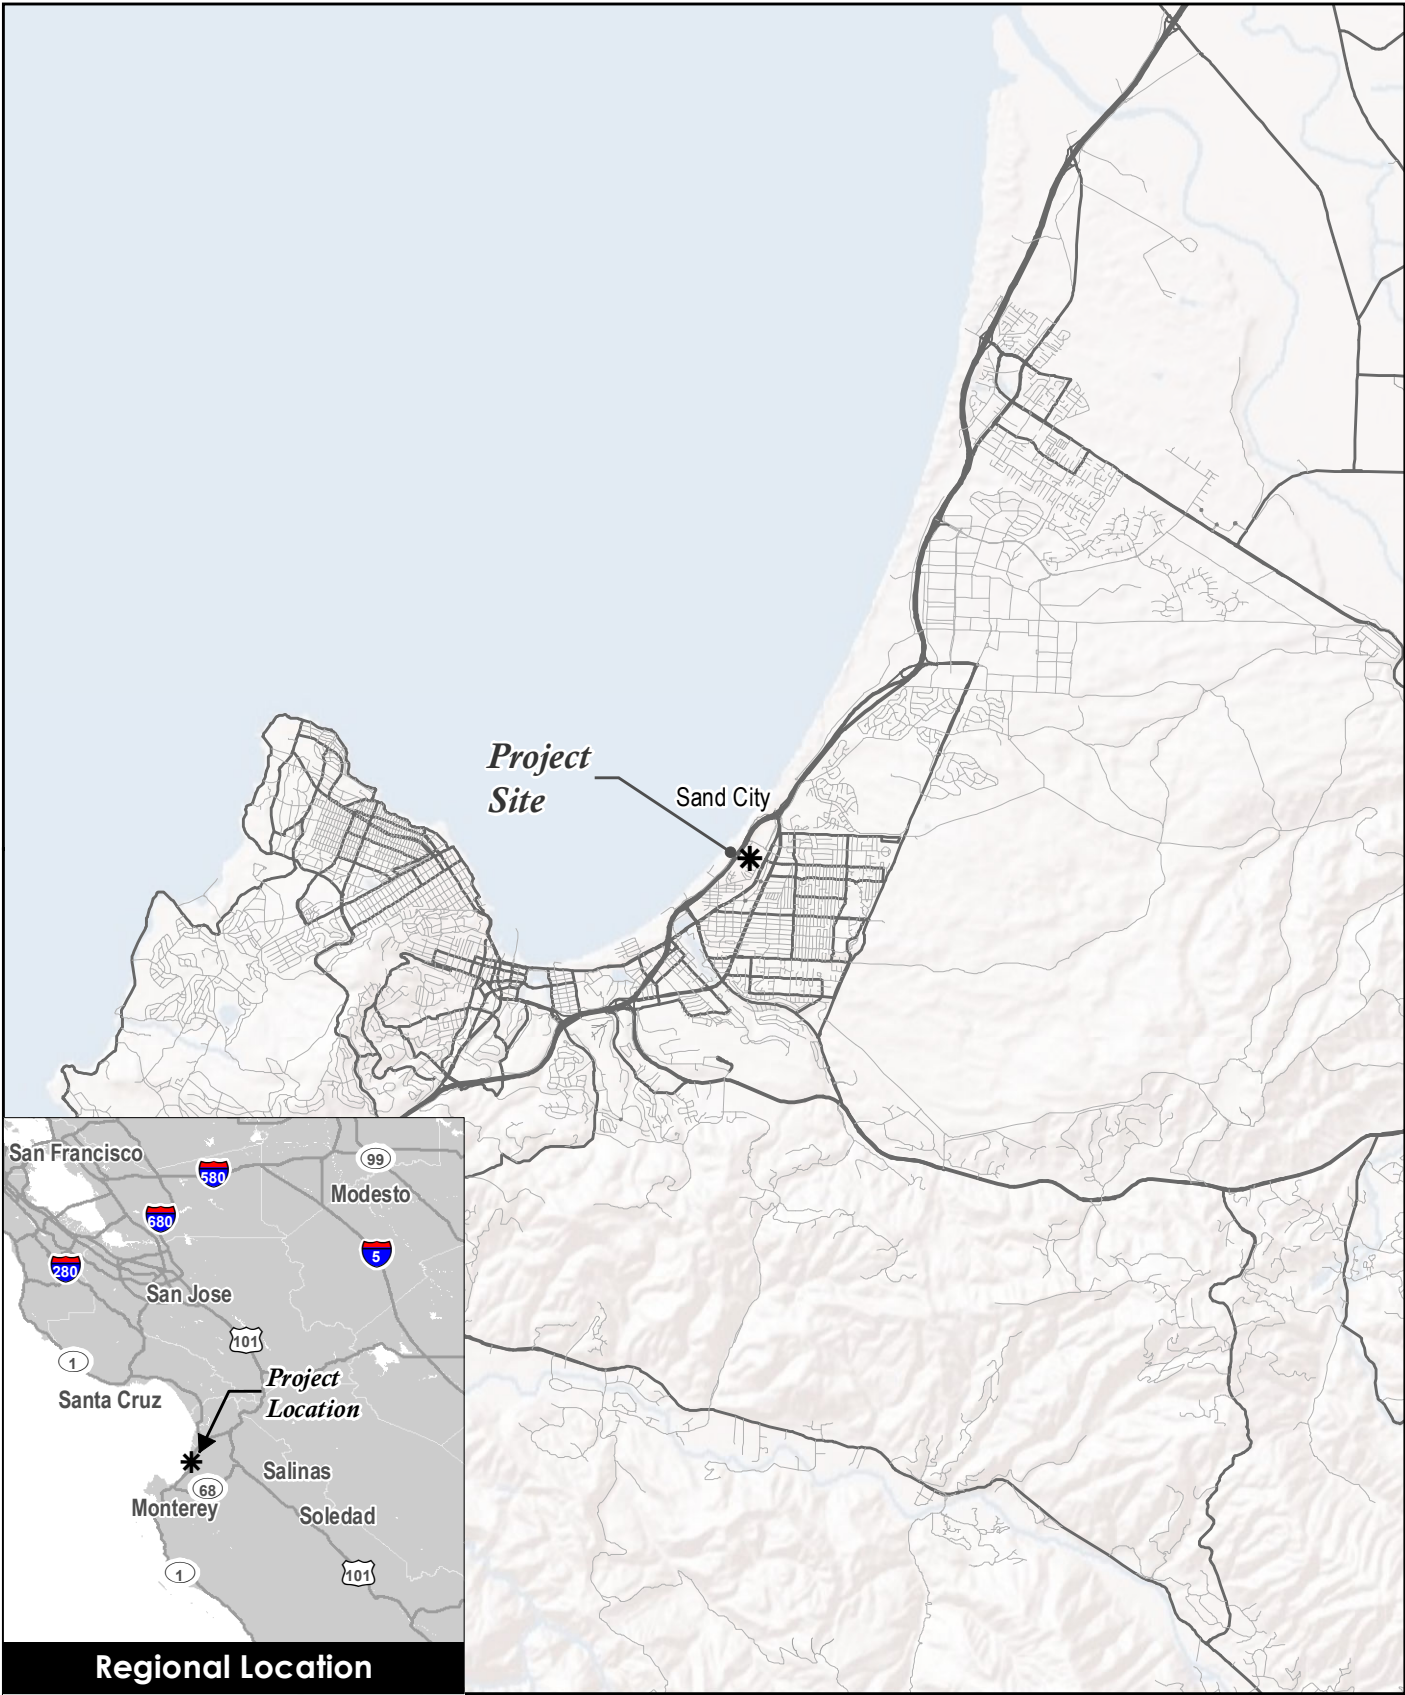 Project
Site
Sand City
San Francisco
580
99
Modesto
680
5
280
San Jose
101
1
Project
Location
Santa Cruz
Salinas
68
Monterey
Soledad
1
101
Regional Location